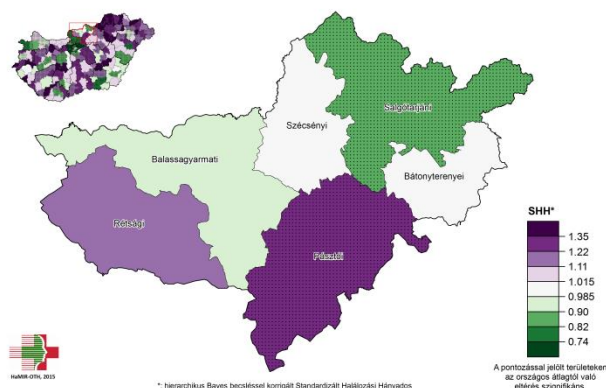 Salgótarjáni
Szécsényi
Balassagyarmati
Bátonyterenyei
Rétsági
Pásztói
SHH*
1.35
1.22
1.11
1.015
0.985
0.90
0.82
0.74
HaMIR-OTH, 2015
A pontozással jelölt területeken
az országos átlagtól való
eltérés szignifikáns
*: hierarchikus Bayes becsléssel korrigált Standardizált Halálozási Hányados